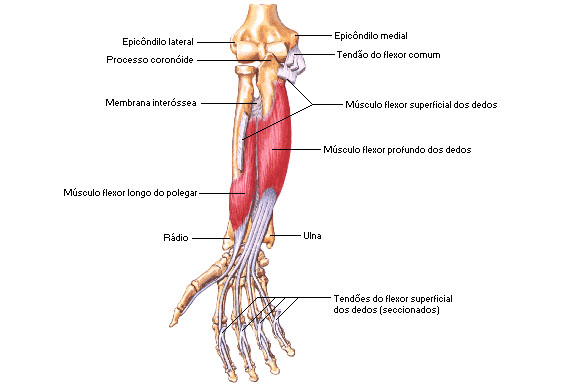 Epicôndilo lateral
Epicôndilo medial
Processo coronóide
Tendão do flexor comum
Membrana interóssea
Músculo flexor superficial dos dedos
Músculo flexor profundo dos dedos
Músculo flexor longo do polegar
Rádio
Ulna
Tendões do flexor superficial
dos dedos (seccionados)